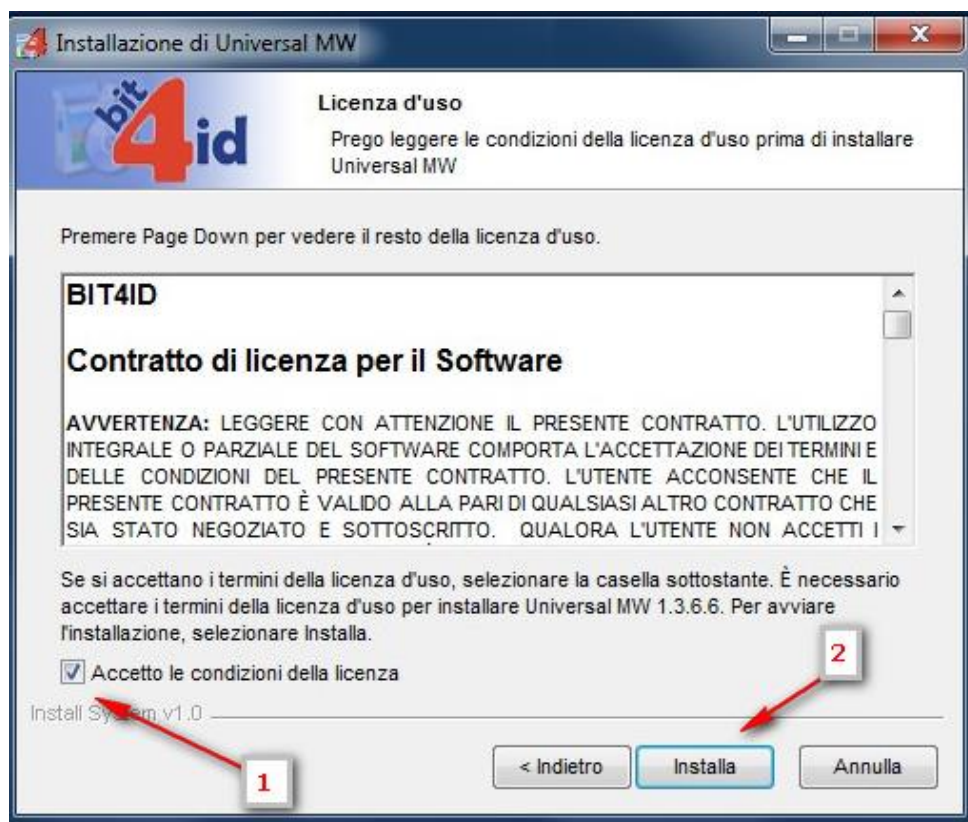 Installazione di Universal MW
bit
4id
Licenza d'uso
Prego leggere le condizioni della licenza d'uso prima di installare
Universal MW
Premere Page Down per vedere il resto della licenza d'uso.
BIT4ID
Contratto di licenza per il Software
AVVERTENZA: LEGGERE CON ATTENZIONE IL PRESENTE CONTRATTO. L'UTILIZZO
INTEGRALE O PARZIALE DEL SOFTWARE COMPORTA L'ACCETTAZIONE DEI TERMINI E
DELLE CONDIZIONI DEL PRESENTE CONTRATTO. L'UTENTE ACCONSENTE CHE IL
PRESENTE CONTRATTO È VALIDO ALLA PARI DI QUALSIASI ALTRO CONTRATTO CHE
SIA STATO NEGOZIATO E SOTTOSCRITTO. QUALORA L'UTENTE NON ACCETTI I
Se si accettano i termini della licenza d'uso, selezionare la casella sottostante. È necessario
accettare i termini della licenza d'uso per installare Universal MW 1.3.6.6. Per avviare
l'installazione, selezionare Installa.
2
Accetto le condizioni della licenza
Install System v1.0
1
< Indietro
Installa
Annulla